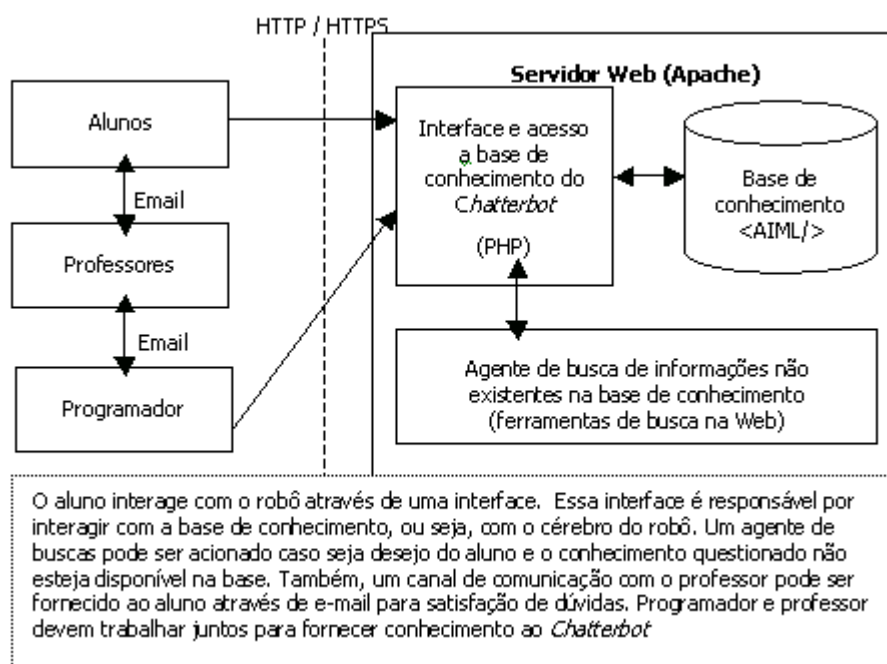 HTTP / HTTPS
Servidor Web (Apache)
Alunos
Email
Professores
Email
Programador
Interface e acesso
a base de
conhecimento do
Chatterbot
(PHP)
Base de
conhecimento
<AIML/>
Agente de busca de informações não
existentes na base de conhecimento
(ferramentas de busca na Web)
O aluno interage com o robô através de uma interface. Essa interface é responsável por
interagir com a base de conhecimento, ou seja, com o cérebro do robô. Um agente de
buscas pode ser acionado caso seja desejo do aluno e o conhecimento questionado não
esteja disponível na base. Também, um canal de comunicação com o professor pode ser
fornecido ao aluno através de e-mail para satisfação de dúvidas. Programador e professor
devem trabalhar juntos para fornecer conhecimento ao Chatterbot